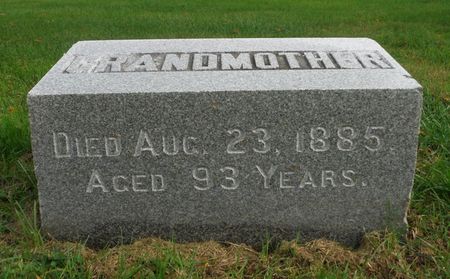 GRANDMOTHER
DIED AUG. 23, 1885.
AGED 93 YEARS.